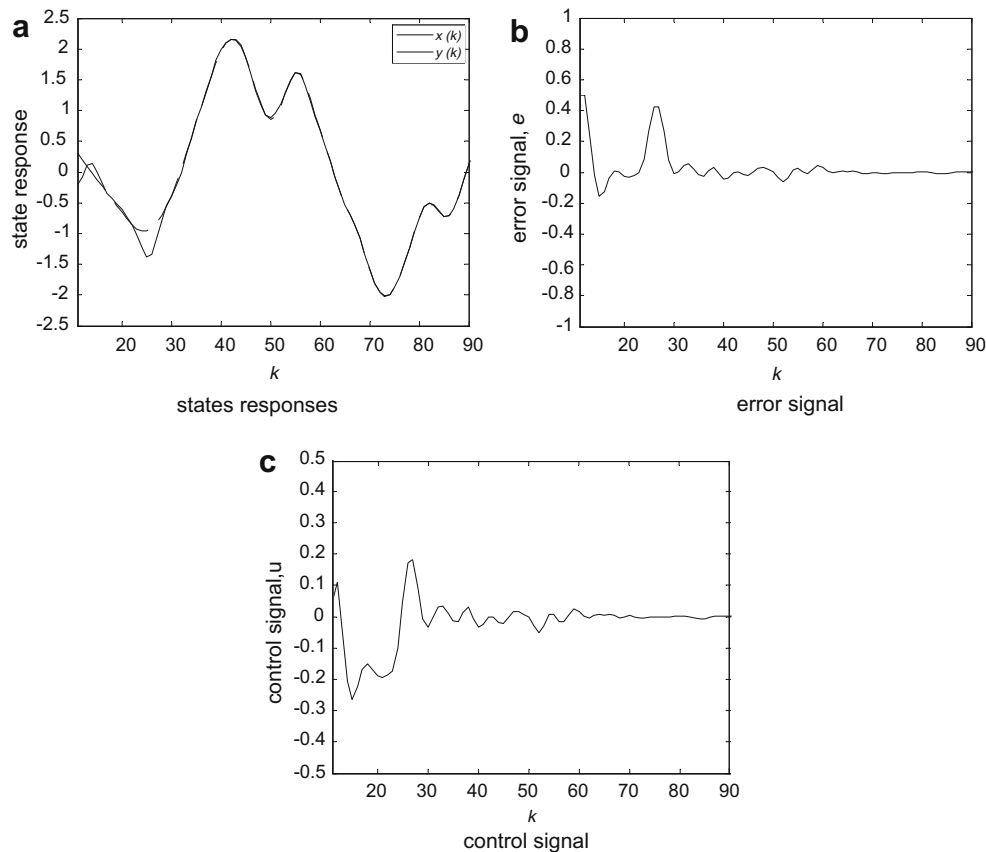 a
2.5
2
1.5
1
0.5
0
-0.5
-1
-1.5
-2
-2.5
state response
x (k)
y (k)
20 30 40 50 60 70 80 90
k
states responses
b
1
0.8
0.6
0.4
0.2
0
-0.2
-0.4
-0.6
-0.8
-1
error signal, e
20 30 40 50 60 70 80 90
k
error signal
c
0.5
0.4
0.3
0.2
0.1
0
-0.1
-0.2
-0.3
-0.4
-0.5
control signal,u
20 30 40 50 60 70 80 90
k
control signal